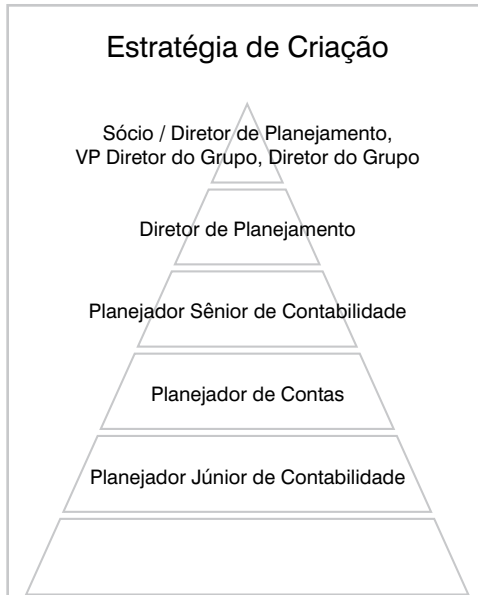 Estratégia de Criação
Sócio / Diretor de Planejamento,
VP Diretor do Grupo, Diretor do Grupo
Diretor de Planejamento
Planejador Sênior de Contabilidade
Planejador de Contas
Planejador Júnior de Contabilidade